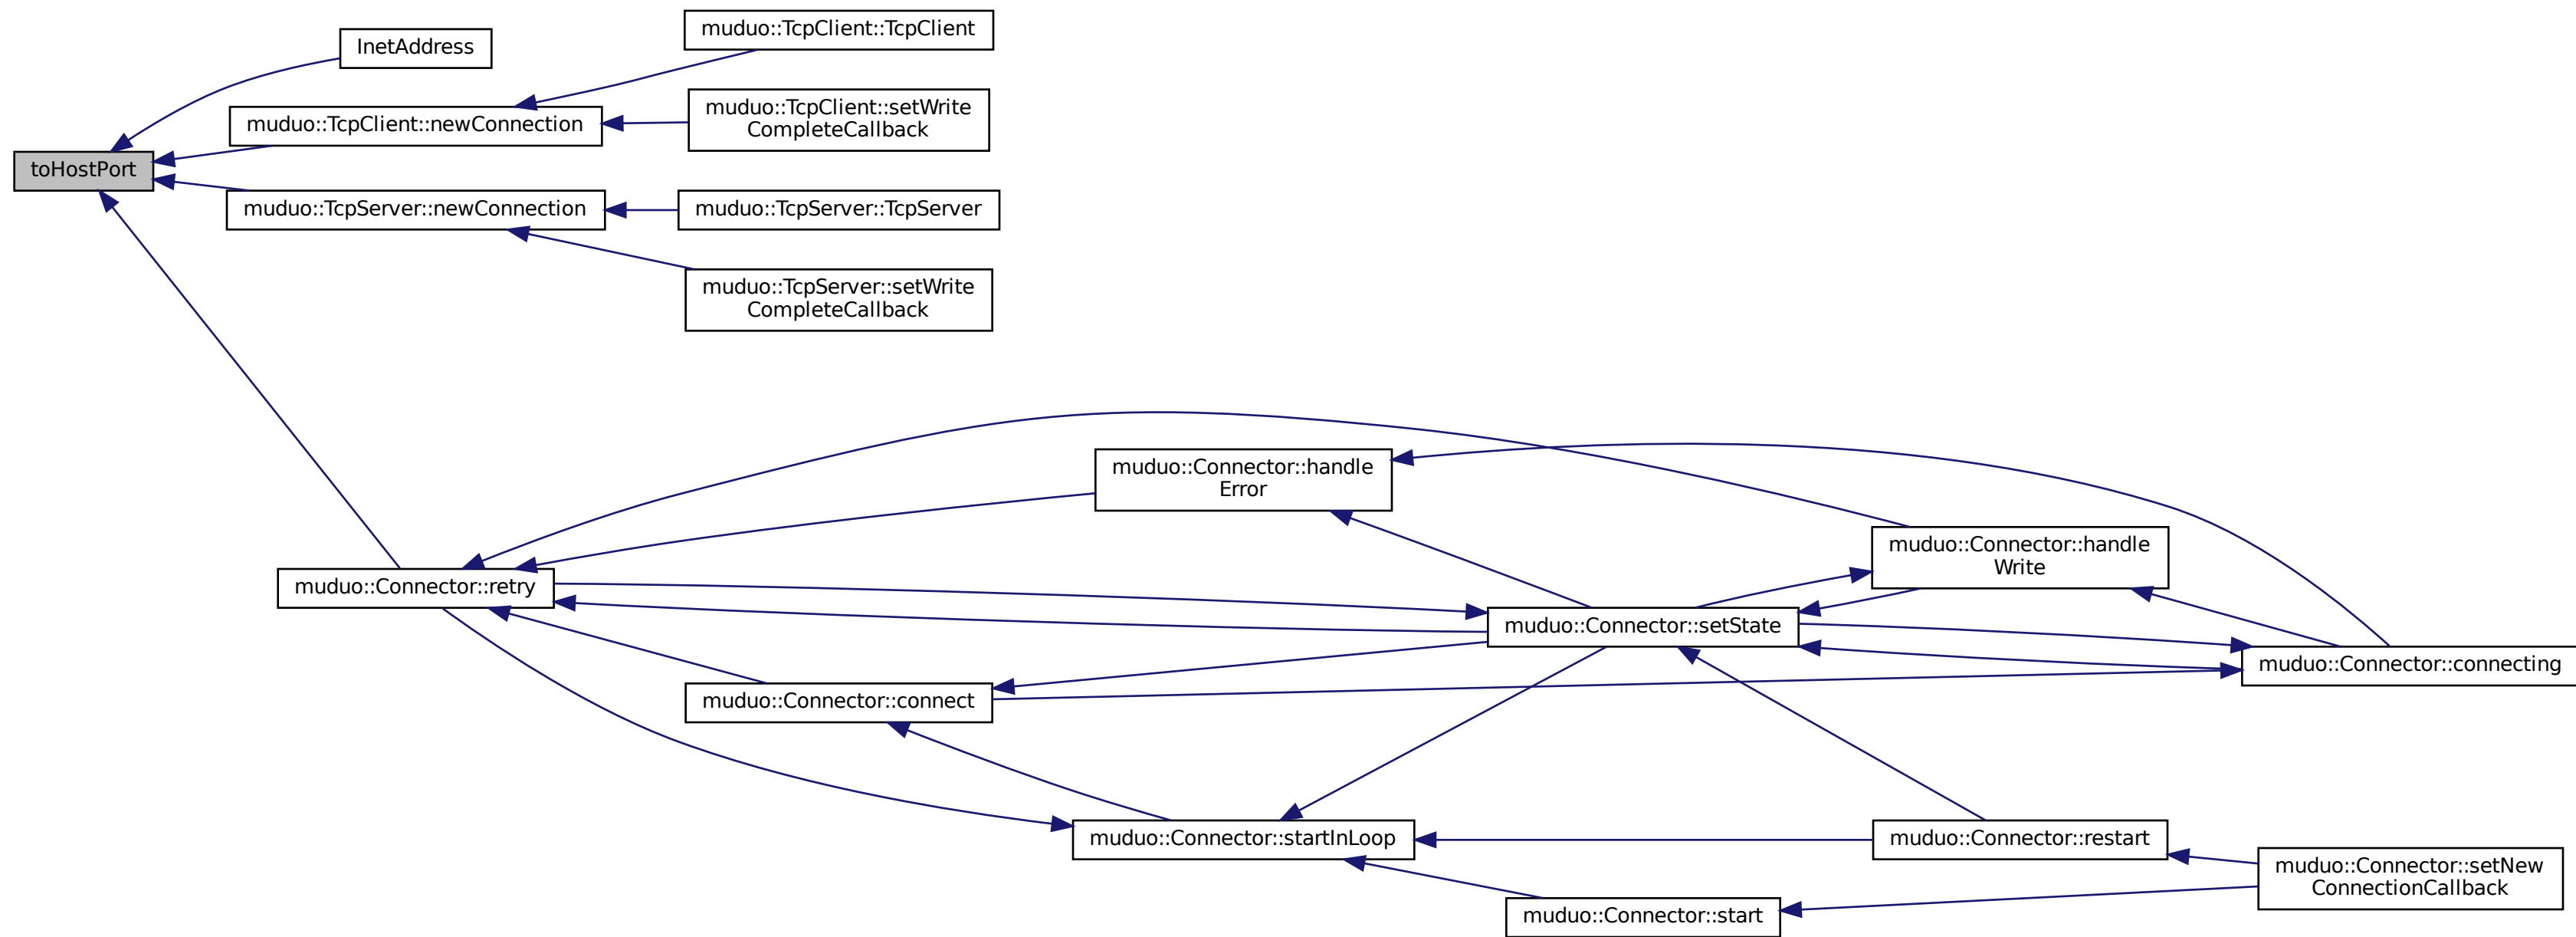 toHostPort
InetAddress
muduo::TcpClient::newConnection
muduo::TcpServer::newConnection
muduo::Connector::retry
muduo::TcpClient::TcpClient
muduo::TcpClient::setWrite
CompleteCallback
muduo::TcpServer::TcpServer
muduo::TcpServer::setWrite
CompleteCallback
muduo::Connector::connect
muduo::Connector::handle
Error
muduo::Connector::startInLoop
muduo::Connector::setState
muduo::Connector::start
muduo::Connector::handle
Write
muduo::Connector::restart
muduo::Connector::connecting
muduo::Connector::setNew
ConnectionCallback